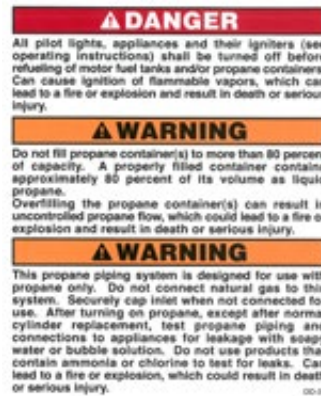 DANGER
All pilot lights, appliances and their igniters (see
operating instructions) shall be turned off before
refueling of motor fuel tanks and/or propane containers.
Can cause ignition of flammable vapors, which can
lead to a fire or explosion and result in death or serious
injury.
WARNING
Do not fill propane container(s) to more than 80 percent
of capacity. A properly filled container contains
approximately 80 percent of its volume as liquid
propane.
Overfilling the propane container(s) can result in
uncontrolled propane flow, which could lead to a fire or
explosion and result in death or serious injury.
WARNING
This propane piping system is designed for use with
propane only. Do not connect natural gas to this
system. Securely cap inlet when not connected for
use. After turning on propane, except after normal
cylinder replacement, test propane piping and
connections to appliances for leakage with soapy
water or bubble solution. Do not use products that
contain ammonia or chlorine to test for leaks. Can
lead to a fire or explosion, which could result in death
or serious injury.